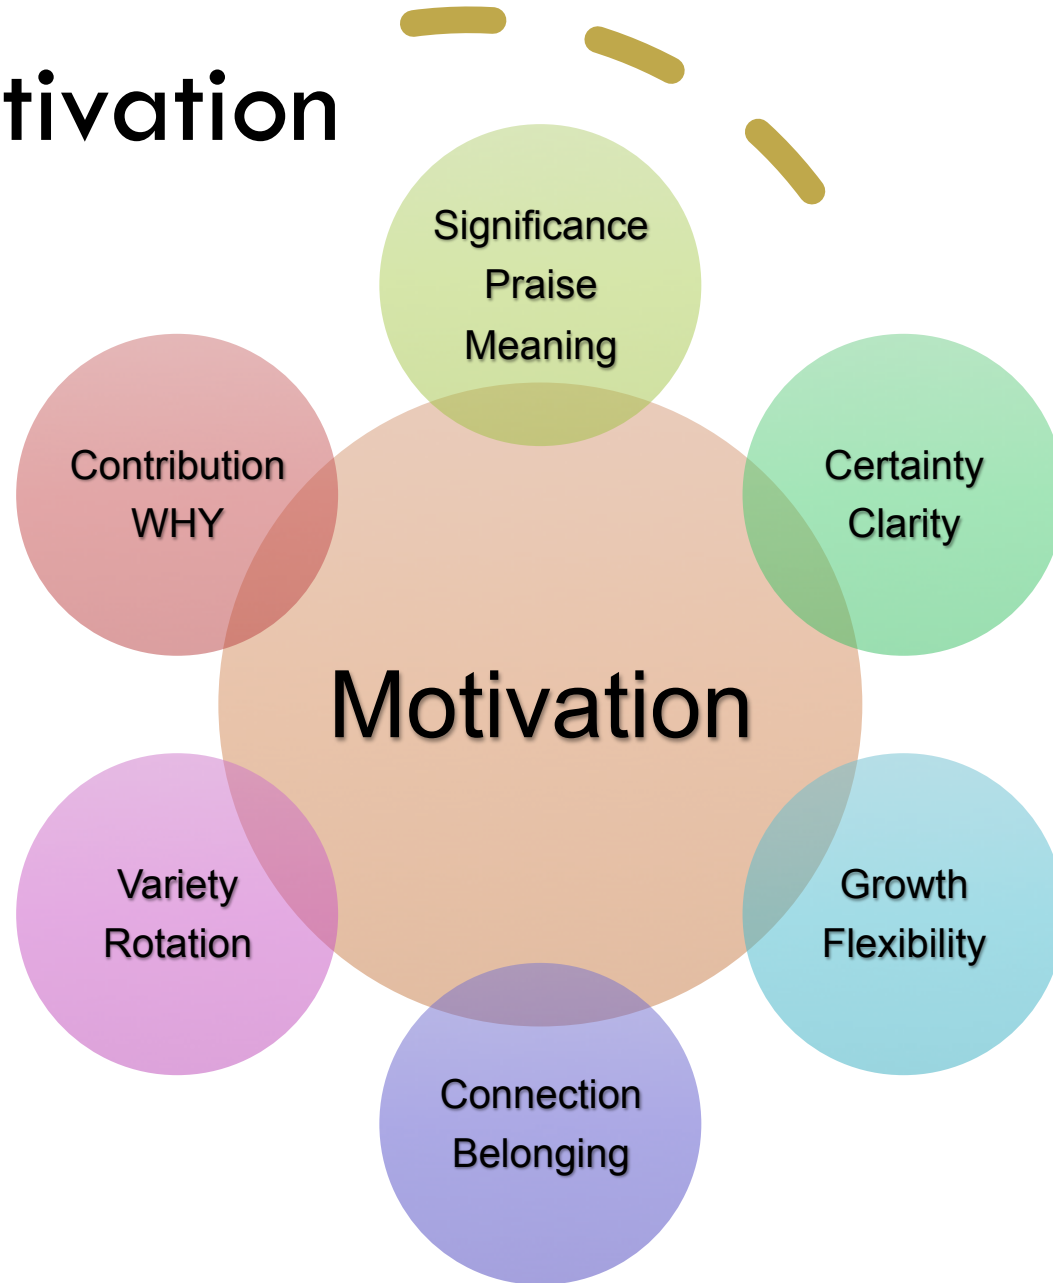 tivation
Significance
Praise
Meaning
Certainty
Clarity
Growth
Flexibility
Connection
Belonging
Variety
Rotation
Contribution
WHY
Motivation